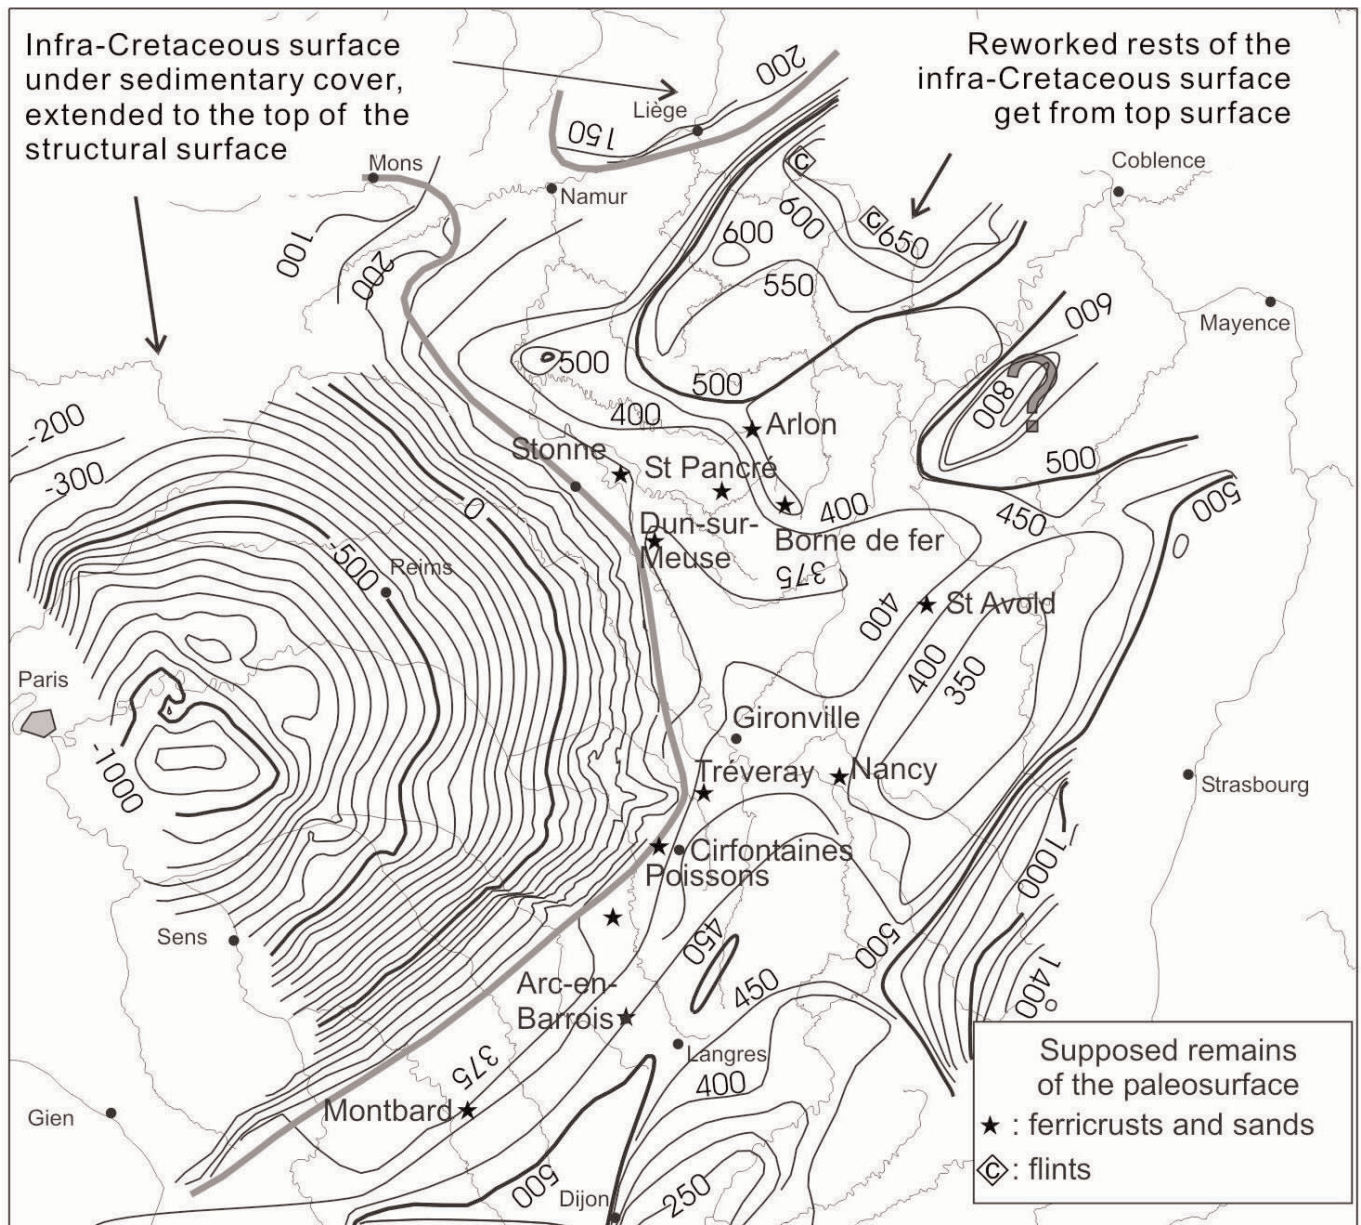 Infra-Cretaceous surface
under sedimentary cover,
extended to the top of the
structural surface
Reworked rests of the
infra-Cretaceous surface
get from top surface
200
Liège
150
Mons
Coblence
Namur
600
650
600
100
200
550
600
Mayence
500
800
?
500
400
-200
Arlon
Stonne
St Pancré
500
-300
400
450
500
0
Dun-sur-
Meuse
Borne de fer
375
-500
Reims
400
St Avold
400
350
Paris
Gironville
-1000
Tréveray
Nancy
Strasbourg
Cirfontaines
Poissons
1000
450
500
Sens
450
1400
Arc-en-
Barrois
Langres
375
400
Gien
Montbard
500
Dijon
250
C
C
Supposed remains
of the paleosurface
★ : ferricrusts and sands
C : flints